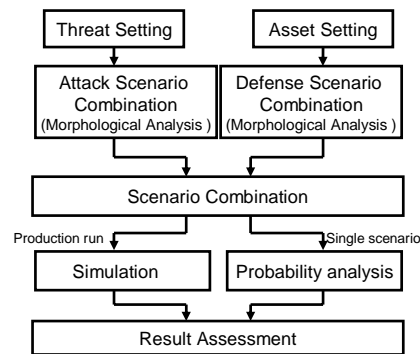 Threat Setting
Asset Setting
Attack Scenario
Combination
(Morphological Analysis )
Defense Scenario
Combination
(Morphological Analysis )
Scenario Combination
Production run
Single scenario
Simulation
Probability analysis
Result Assessment